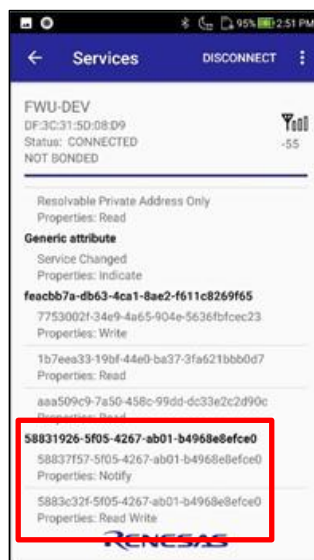 95% 2:51 PM
Services DISCONNECT
FWU-DEV
DF:3C:31:5D:08:D9
Status: CONNECTED
-55
NOT BONDED
Resolvable Private Address Only
Properties: Read
Generic attribute
Service Changed
Properties: Indicate
feacbb7a-db63-4ca1-8ae2-f611c8269f65
7753002f-34e9-4a65-904e-5636fbfcec23
Properties: Write
1b7eea33-19bf-44e0-ba37-3fa621bbb0d7
Properties: Read
aaa509c9-7a50-458c-99dd-dc33e2c2d90c
Properties: Read
58831926-5f05-4267-ab01-b4968e8efce0
58837f57-5f05-4267-ab01-b4968e8efce0
Properties: Notify
5883c32f-5f05-4267-ab01-b4968e8efce0
Properties: Read Write
RENESAS